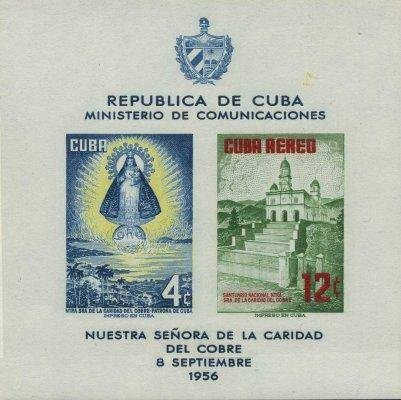 REPUBLICA DE CUBA
MINISTERIO DE COMUNICACIONES
CUBA
4¢
NTRA. SRA. DE LA CARIDAD DEL COBRE-PATRONA DE CUBA
IMPRESO EN CUBA
CUBA AEREO
12¢
SANTUARIO NACIONAL NTRA.
SRA. DE LA CARIDAD DEL COBRE
IMPRESO EN CUBA
NUESTRA SEÑORA DE LA CARIDAD
DEL COBRE
8 SEPTIEMBRE
1956